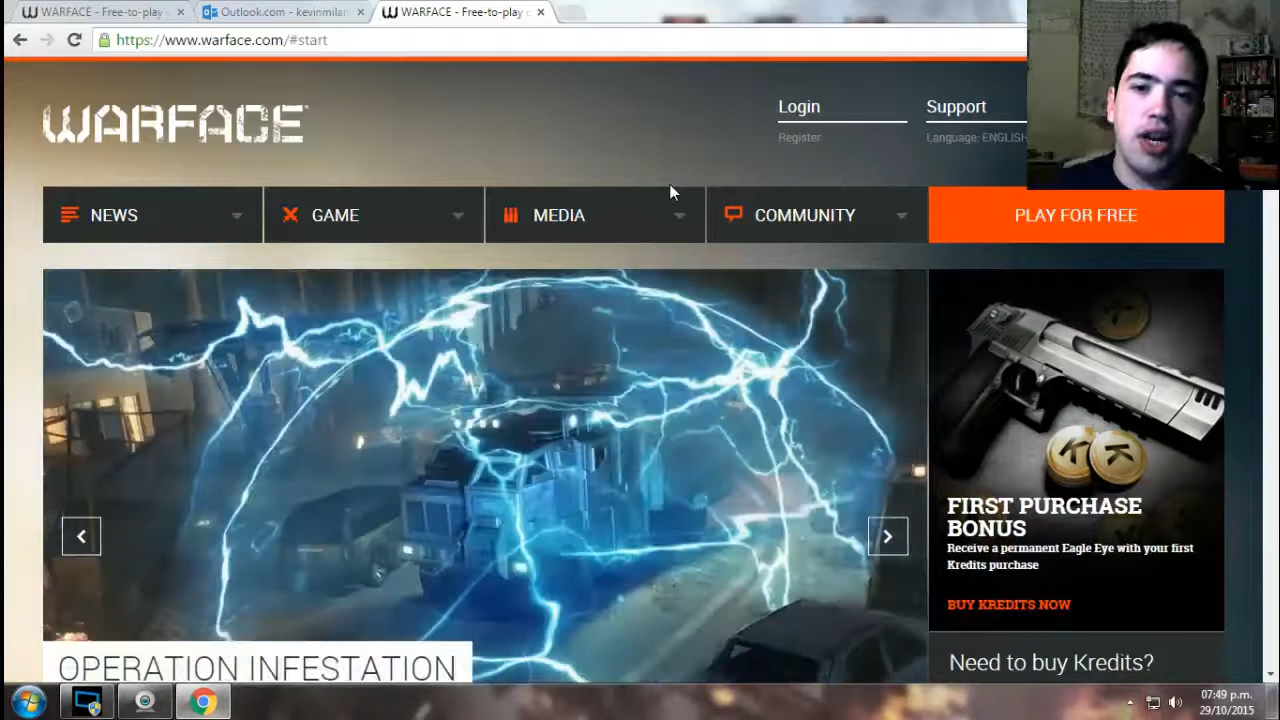 WARFACE - Free-to-play
Outlook.com - kevinmilan
WARFACE - Free-to-play
https://www.warface.com/#start
WARFACE
Login
Support
Register
Language: ENGLISH
NEWS
GAME
MEDIA
COMMUNITY
PLAY FOR FREE
FIRST PURCHASE
BONUS
Receive a permanent Eagle Eye with your first
Kredits purchase
BUY KREDITS NOW
OPERATION INFESTATION
Need to buy Kredits?
07:49 p.m.
29/10/2015